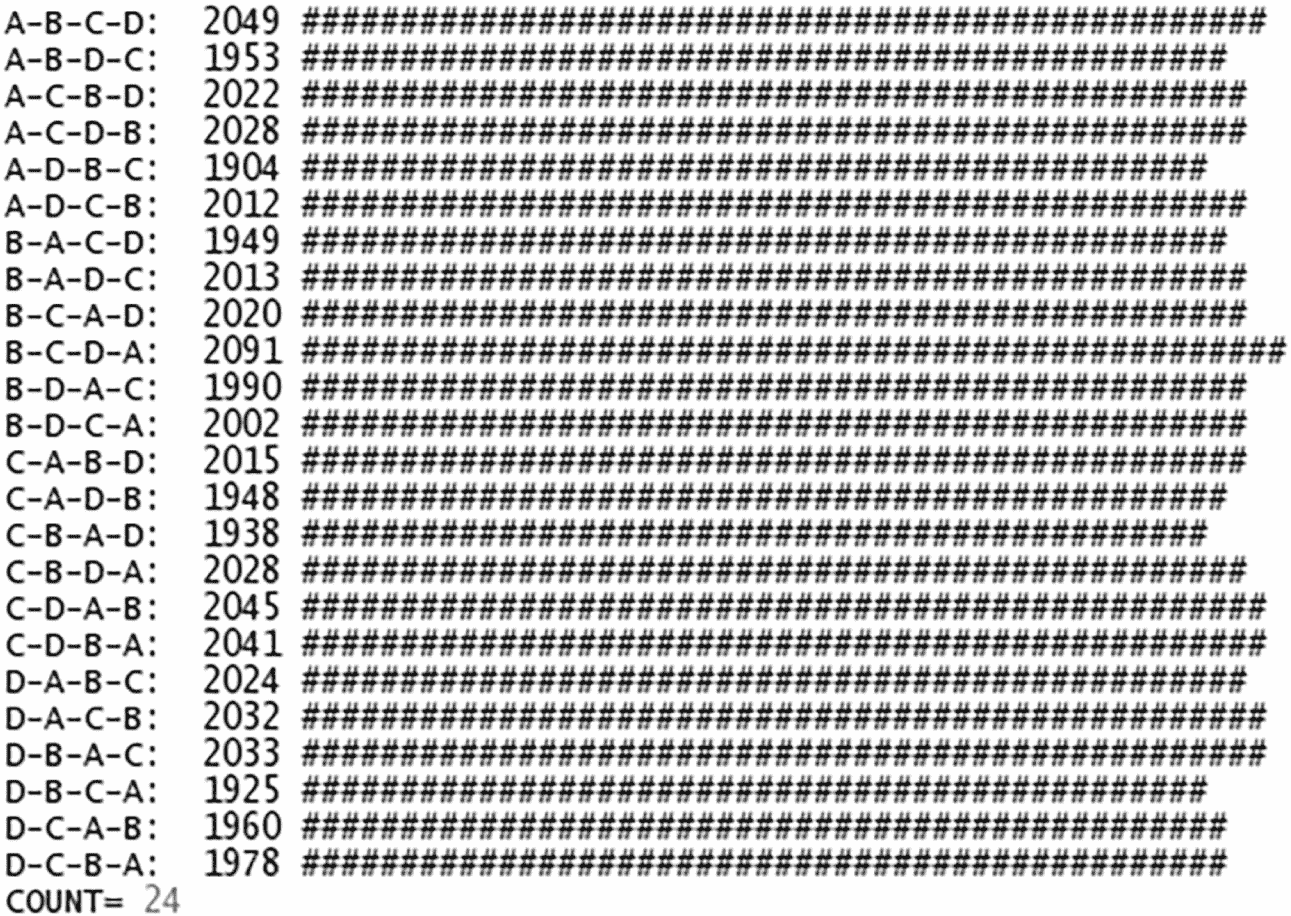 A-B-C-D:  2049 #################################################
A-B-D-C:  1953 ###############################################
A-C-B-D:  2022 ################################################
A-C-D-B:  2028 ################################################
A-D-B-C:  1904 ##############################################
A-D-C-B:  2012 ################################################
B-A-C-D:  1949 ###############################################
B-A-D-C:  2013 ################################################
B-C-A-D:  2020 ################################################
B-C-D-A:  2091 ##################################################
B-D-A-C:  1990 ################################################
B-D-C-A:  2002 ################################################
C-A-B-D:  2015 ################################################
C-A-D-B:  1948 ###############################################
C-B-A-D:  1938 ##############################################
C-B-D-A:  2028 ################################################
C-D-A-B:  2045 #################################################
C-D-B-A:  2041 #################################################
D-A-B-C:  2024 ################################################
D-A-C-B:  2032 #################################################
D-B-A-C:  2033 #################################################
D-B-C-A:  1925 ##############################################
D-C-A-B:  1960 ###############################################
D-C-B-A:  1978 ###############################################
COUNT= 24